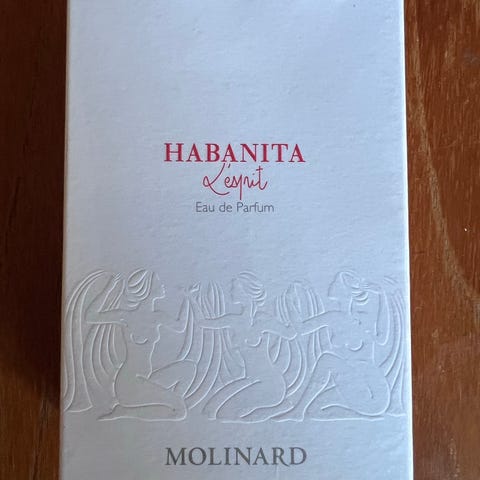 HABANITA
L'esprit
Eau de Parfum
MOLINARD